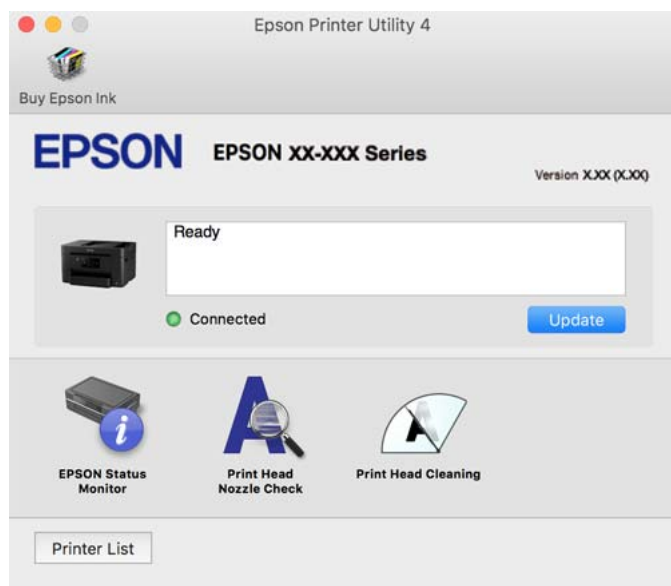 Epson Printer Utility 4
Buy Epson Ink
EPSON
EPSON XX-XXX Series
Version X.XX (X.XX)
Ready
Connected
Update
EPSON Status
Monitor
Print Head
Nozzle Check
Print Head Cleaning
Printer List